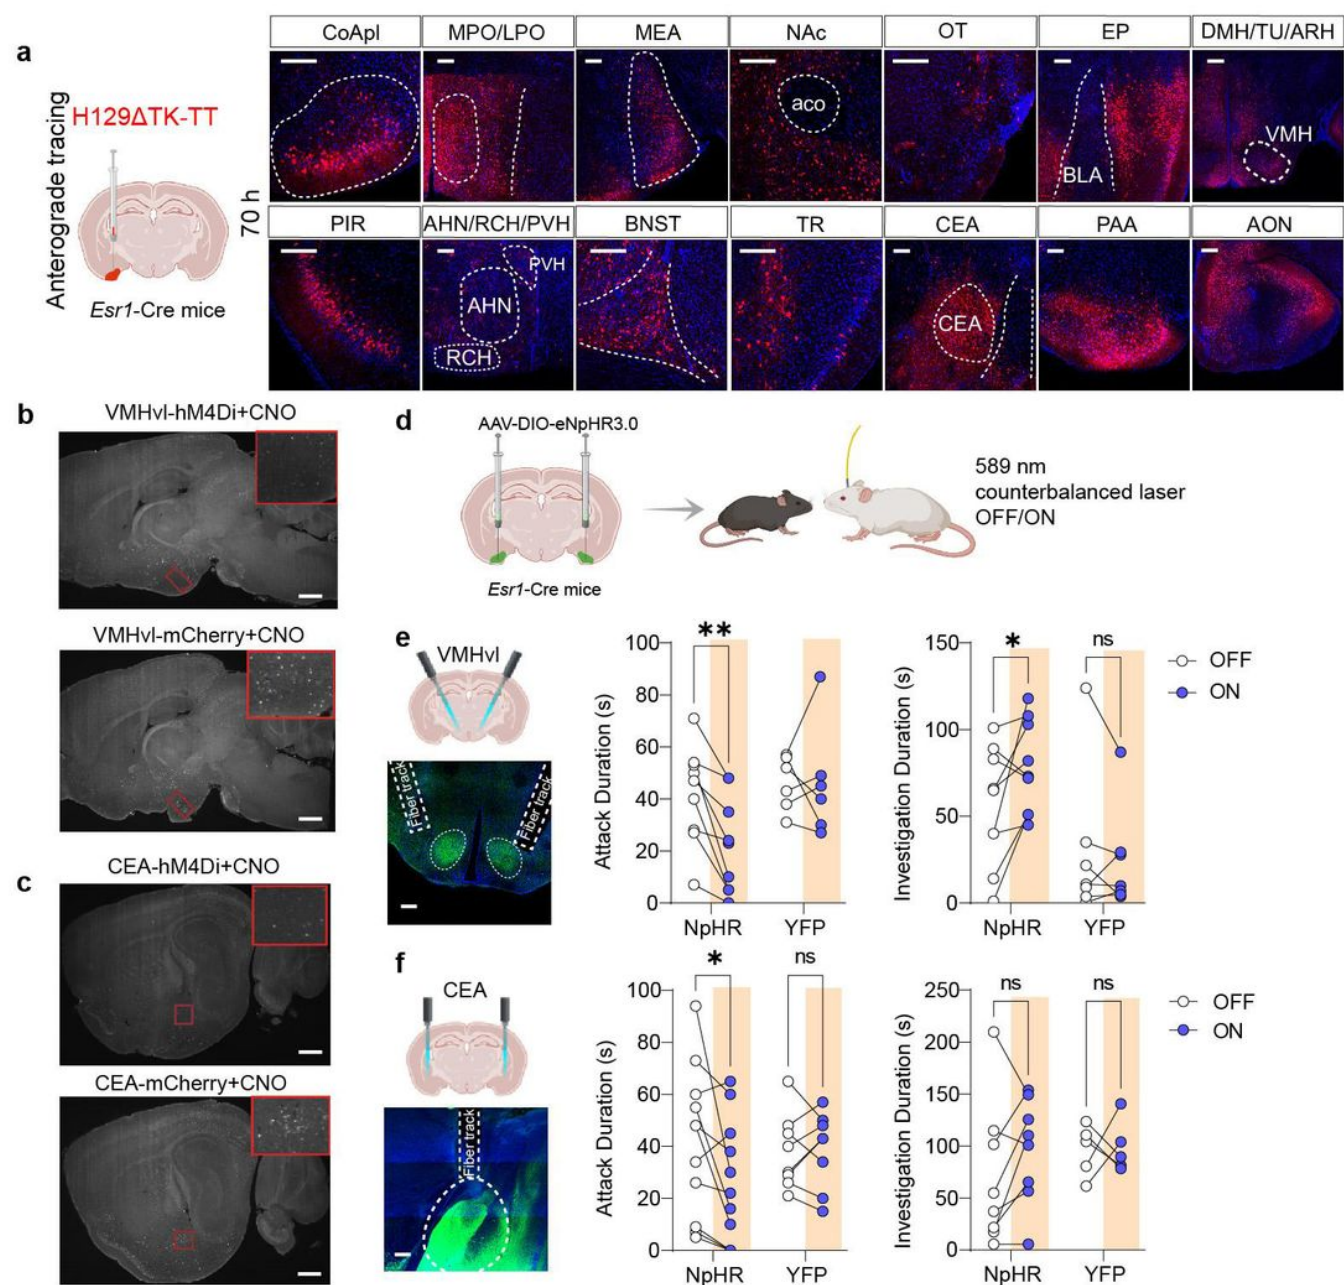 a
Anterograde tracing
H129ΔTK-TT
Esr1-Cre mice
70 h
CoApl
MPO/LPO
MEA
NAc
OT
EP
DMH/TU/ARH
aco
BLA
VMH
PIR
AHN/RCH/PVH
BNST
TR
CEA
PAA
AON
PVH
AHN
RCH
CEA
b
VMHvl-hM4Di+CNO
VMHvl-mCherry+CNO
c
CEA-hM4Di+CNO
CEA-mCherry+CNO
d
AAV-DIO-eNpHR3.0
Esr1-Cre mice
589 nm
counterbalanced laser
OFF/ON
e
VMHvl
Fiber track
Fiber track
Attack Duration (s)
100
80
60
40
20
0
**
NpHR
YFP
Investigation Duration (s)
150
100
50
0
*
ns
NpHR
YFP
OFF
ON
f
CEA
Fiber track
Attack Duration (s)
100
80
60
40
20
0
*
ns
NpHR
YFP
Investigation Duration (s)
250
200
150
100
50
0
ns
ns
NpHR
YFP
OFF
ON